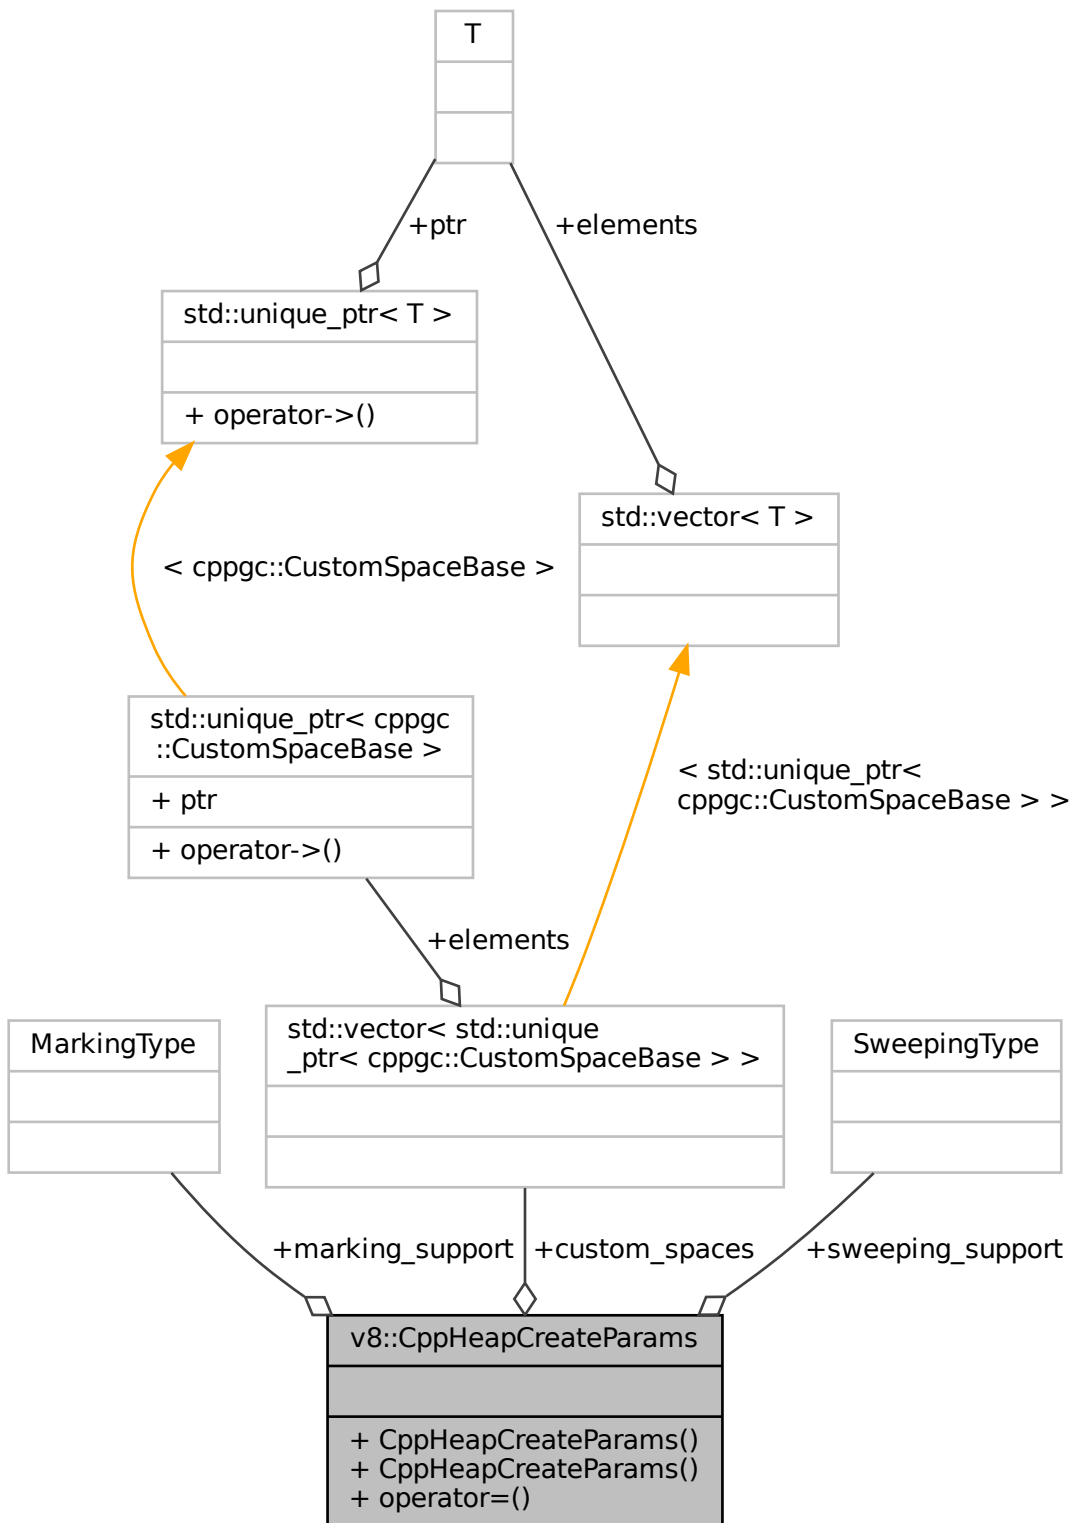 T
+ptr
+elements
std::unique_ptr< T >
+ operator->()
std::vector< T >
< cppgc::CustomSpaceBase >
std::unique_ptr< cppgc
::CustomSpaceBase >
+ ptr
+ operator->()
< std::unique_ptr<
cppgc::CustomSpaceBase > >
+elements
MarkingType
std::vector< std::unique
_ptr< cppgc::CustomSpaceBase > >
SweepingType
+marking_support
+custom_spaces
+sweeping_support
v8::CppHeapCreateParams
+ CppHeapCreateParams()
+ CppHeapCreateParams()
+ operator=()